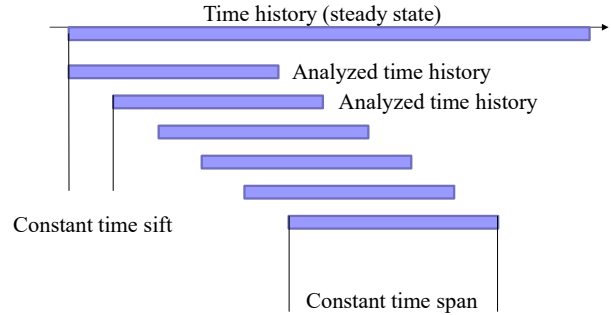 Time history (steady state)
Analyzed time history
Analyzed time history
Constant time sift
Constant time span